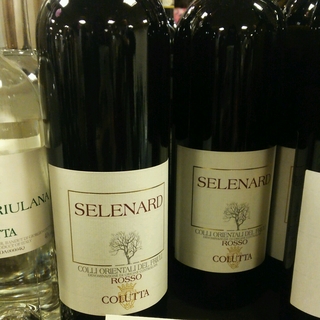 SELENARD
COLLI ORIENTALI DEL FRIULI
ROSSO
COLUTTA
SELENARD
COLLI ORIENTALI DEL FRIULI
ROSSO
COLUTTA
RIULANA
TTA